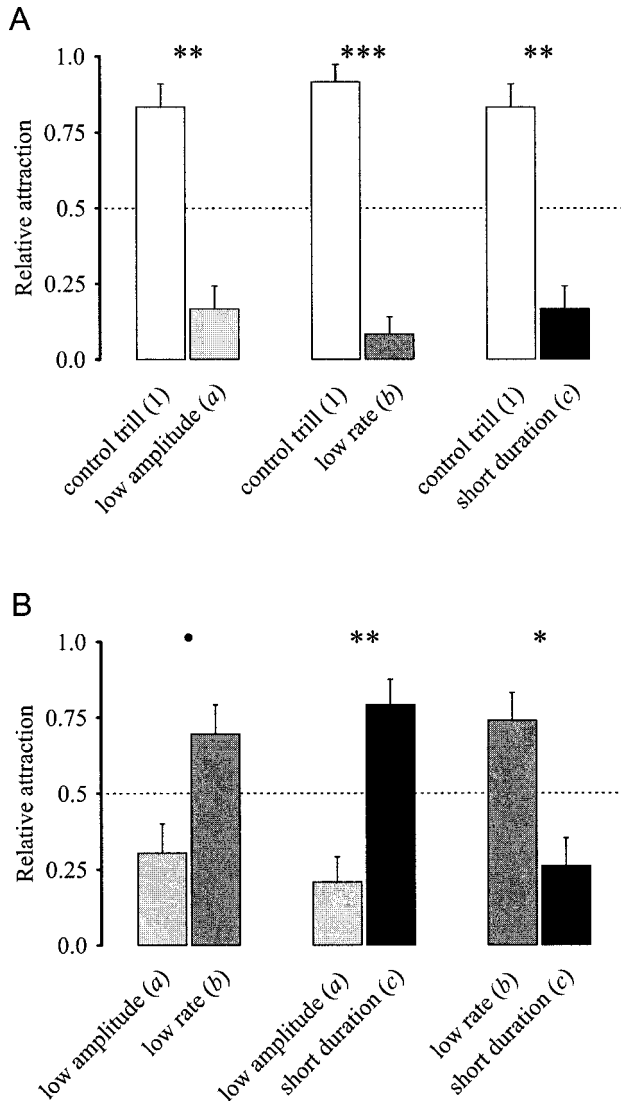 A
** *** **
1.0
0.75
0.5
0.25
0.0
Relative attraction
control trill (1)
low amplitude (a)
control trill (1)
low rate (b)
control trill (1)
short duration (c)
B
• ** *
1.0
0.75
0.5
0.25
0.0
Relative attraction
low amplitude (a)
low rate (b)
low amplitude (a)
short duration (c)
low rate (b)
short duration (c)